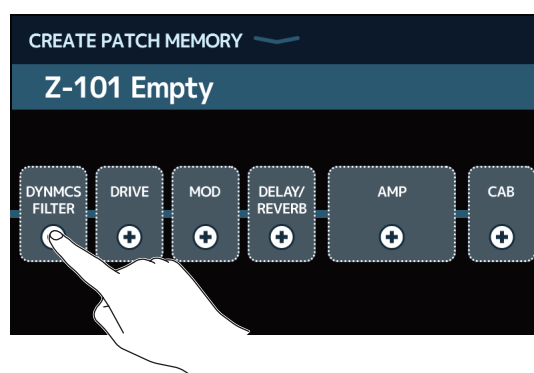 CREATE PATCH MEMORY
Z-101 Empty
DYNMCS
FILTER
DRIVE
MOD
DELAY/
REVERB
AMP
CAB